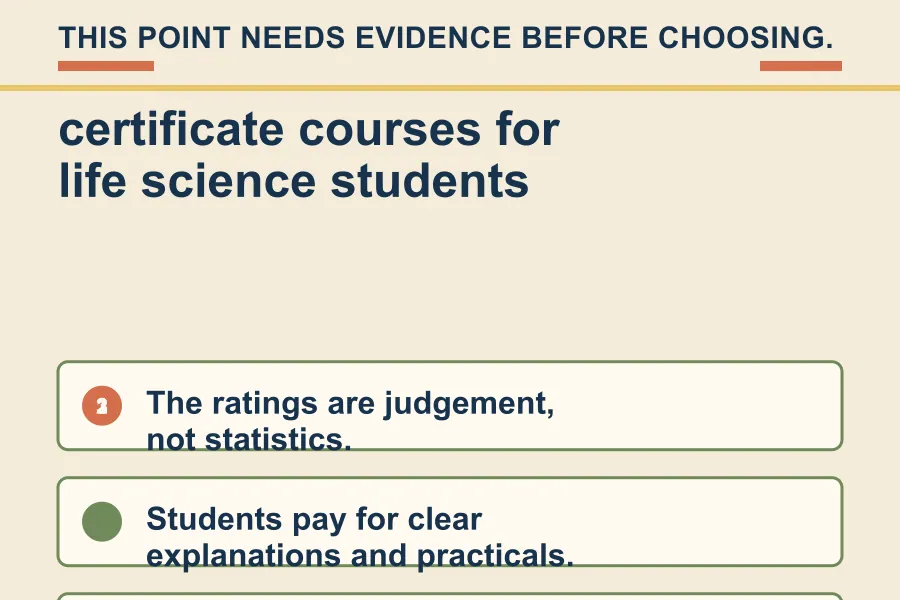 THIS POINT NEEDS EVIDENCE BEFORE CHOOSING.
certificate courses for
life science students
The ratings are judgement,
not statistics.
Students pay for clear
explanations and practicals.